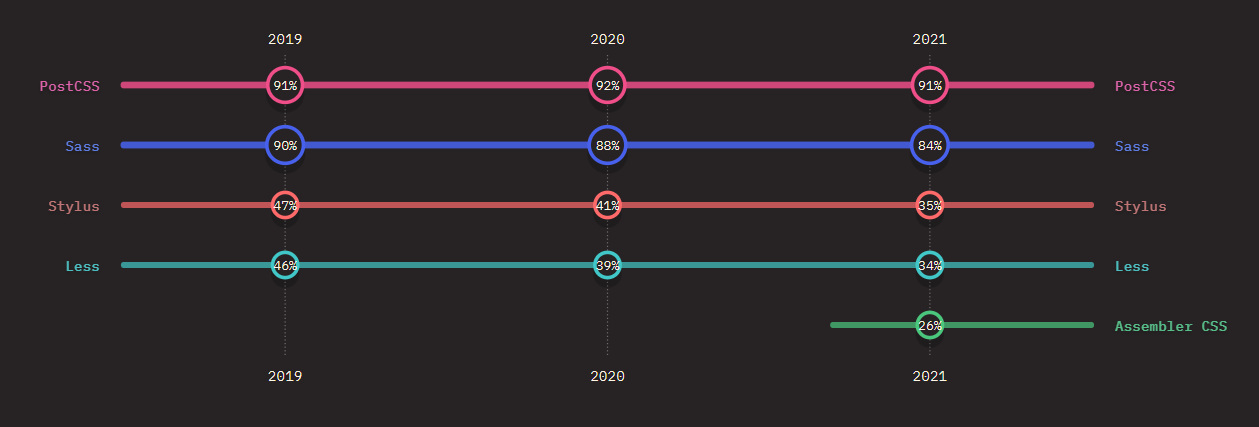 2019 2020 2021
PostCSS 91% 92% 91% PostCSS
Sass 90% 88% 84% Sass
Stylus 47% 41% 35% Stylus
Less 46% 39% 34% Less
26% Assembler CSS
2019 2020 2021